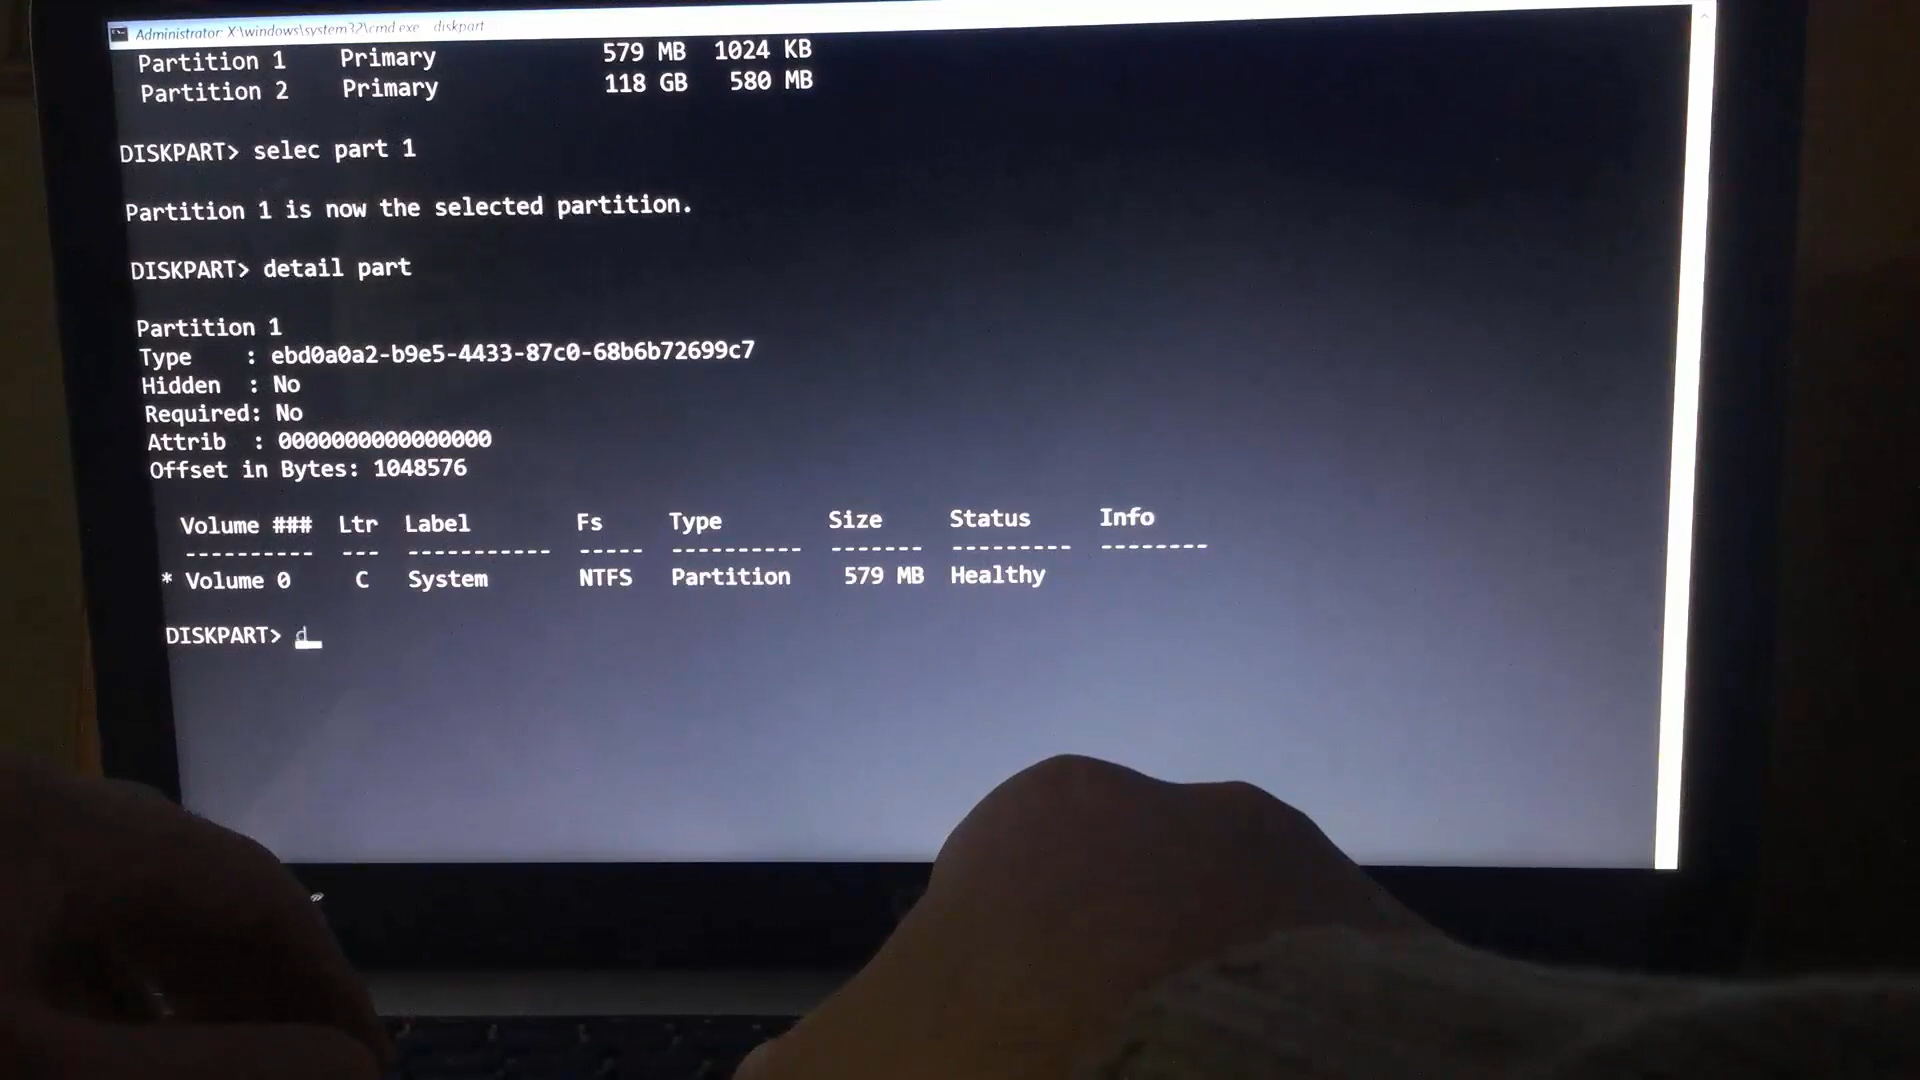 Administrator: X:\windows\system32\cmd.exe - diskpart
Partition 1 Primary 579 MB 1024 KB
Partition 2 Primary 118 GB 580 MB
DISKPART> selec part 1
Partition 1 is now the selected partition.
DISKPART> detail part
Partition 1
Type : ebd0a0a2-b9e5-4433-87c0-68b6b72699c7
Hidden : No
Required: No
Attrib : 0000000000000000
Offset in Bytes: 1048576
Volume ### Ltr Label Fs Type Size Status Info
---------- --- ----------- ----- ---------- ------- --------- --------
* Volume 0 C System NTFS Partition 579 MB Healthy
DISKPART> d_